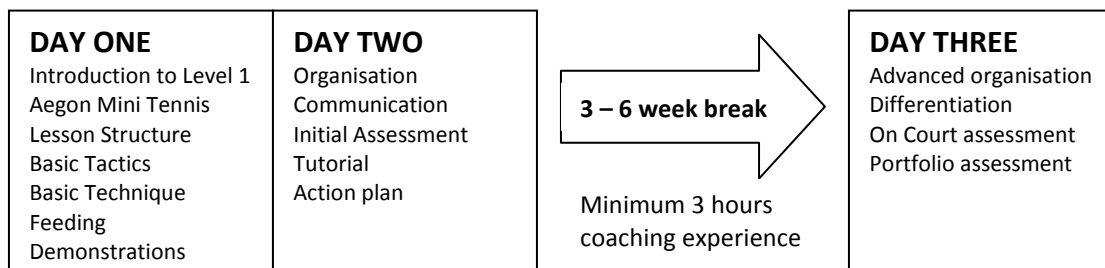 DAY ONE
Introduction to Level 1
Aegon Mini Tennis
Lesson Structure
Basic Tactics
Basic Technique
Feeding
Demonstrations
DAY TWO
Organisation
Communication
Initial Assessment
Tutorial
Action plan
3 – 6 week break
Minimum 3 hours
coaching experience
DAY THREE
Advanced organisation
Differentiation
On Court assessment
Portfolio assessment